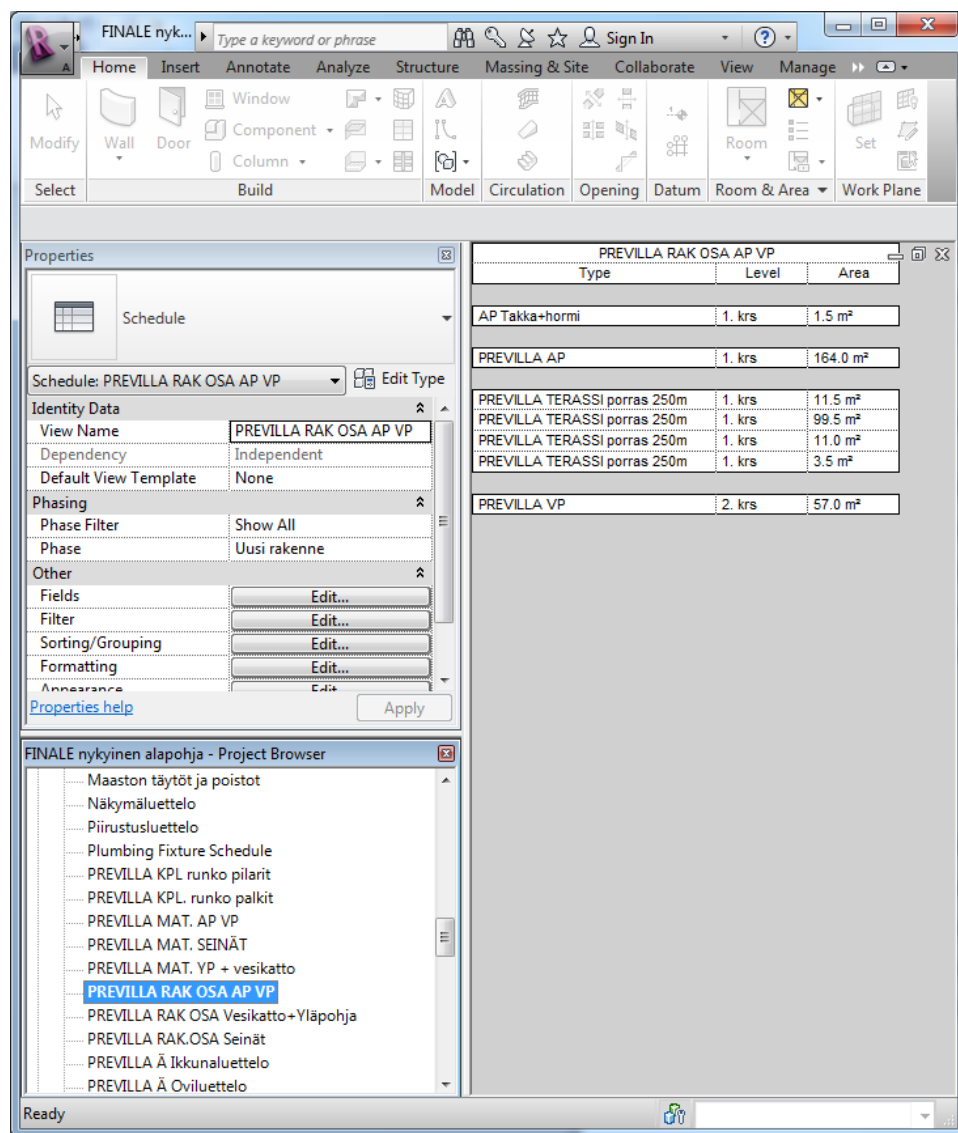 FINALE nyk...
Type a keyword or phrase
Sign In
A
Home Insert Annotate Analyze Structure Massing & Site Collaborate View Manage
Modify
Wall
Door
Window
Component
Column
Room
Set
Select Build Model Circulation Opening Datum Room & Area Work Plane
Properties
Schedule
Schedule: PREVILLA RAK OSA AP VP
Edit Type
Identity Data
View Name PREVILLA RAK OSA AP VP
Dependency Independent
Default View Template None
Phasing
Phase Filter Show All
Phase Uusi rakenne
Other
Fields Edit...
Filter Edit...
Sorting/Grouping Edit...
Formatting Edit...
Appearance Edit...
Properties help Apply
PREVILLA RAK OSA AP VP
Type Level Area
AP Takka+hormi 1. krs 1.5 m²
PREVILLA AP 1. krs 164.0 m²
PREVILLA TERASSI porras 250m 1. krs 11.5 m²
PREVILLA TERASSI porras 250m 1. krs 99.5 m²
PREVILLA TERASSI porras 250m 1. krs 11.0 m²
PREVILLA TERASSI porras 250m 1. krs 3.5 m²
PREVILLA VP 2. krs 57.0 m²
FINALE nykyinen alapohja - Project Browser
Maaston täytöt ja poistot
Näkymäluettelo
Piirustusluettelo
Plumbing Fixture Schedule
PREVILLA KPL runko pilarit
PREVILLA KPL. runko palkit
PREVILLA MAT. AP VP
PREVILLA MAT. SEINÄT
PREVILLA MAT. YP + vesikatto
PREVILLA RAK OSA AP VP
PREVILLA RAK OSA Vesikatto+Yläpohja
PREVILLA RAK.OSA Seinät
PREVILLA Ä Ikkunaluettelo
PREVILLA Ä Oviluettelo
Ready